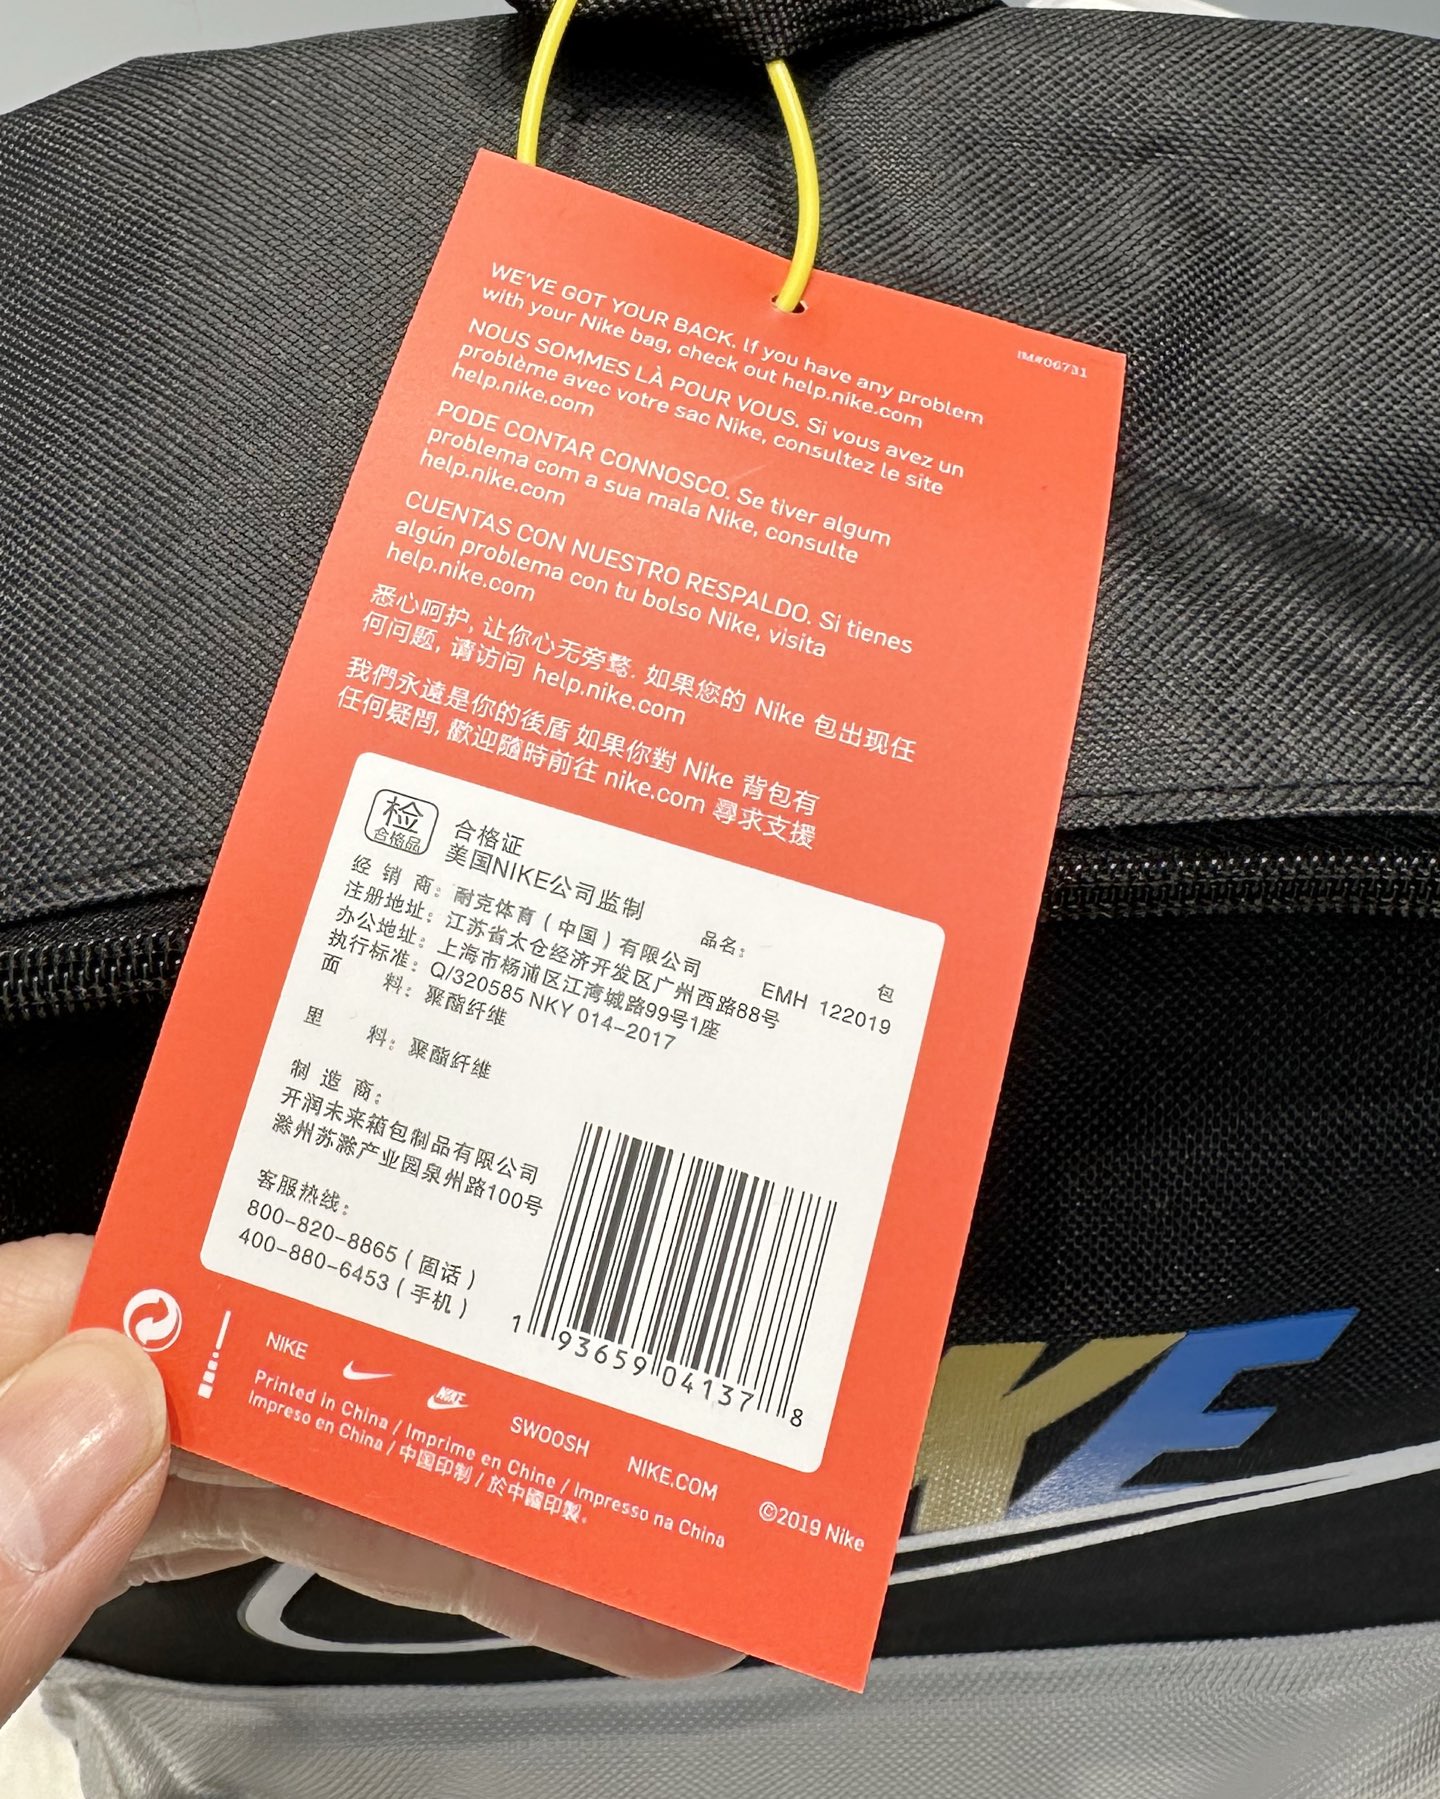 WE'VE GOT YOUR BACK. If you have any problem
with your Nike bag, check out help.nike.com
NOUS SOMMES LÀ POUR VOUS. Si vous avez un
problème avec votre sac Nike, consultez le site
help.nike.com
PODE CONTAR CONNOSCO. Se tiver algum
problema com a sua mala Nike, consulte
help.nike.com
CUENTAS CON NUESTRO RESPALDO. Si tienes
algún problema con tu bolso Nike, visita
help.nike.com
悉心呵护, 让你心无旁骛. 如果您的 Nike 包出现任
何问题, 请访问 help.nike.com
我們永遠是你的後盾 如果你對 Nike 背包有
任何疑問, 歡迎隨時前往 nike.com 尋求支援
IM#06731
检
合格品
合格证
美国NIKE公司监制
品名: 包
经销商: 耐克体育(中国)有限公司 EMH 122019
注册地址: 江苏省太仓经济开发区广州西路88号
办公地址: 上海市杨浦区江湾城路99号1座
执行标准: Q/320585 NKY 014-2017
面料: 聚酯纤维
里料: 聚酯纤维
制造商:
开润未来箱包制品有限公司
滁州苏滁产业园泉州路100号
客服热线:
800-820-8865(固话)
400-880-6453(手机)
1 93659 04137 8
NIKE NIKE SWOOSH NIKE.COM
Printed in China / Imprime en Chine / Impresso na China
Impreso en China / 中国印制 / 於中國印製.
©2019 Nike
KE